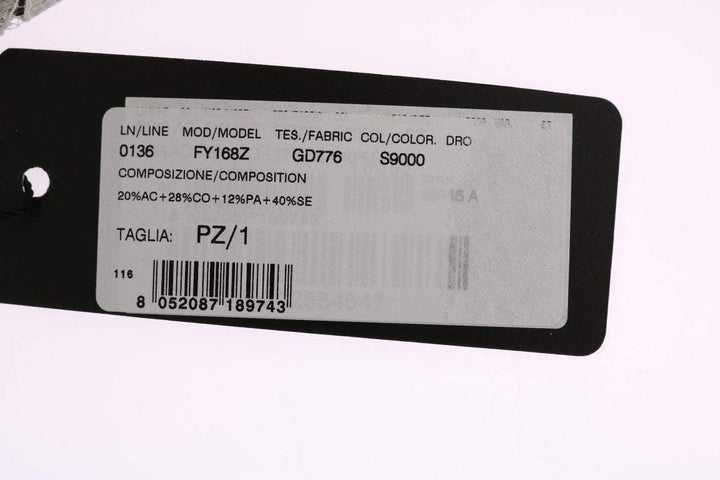 LN/LINE MOD/MODEL TES./FABRIC COL/COLOR. DRO
0136 FY168Z GD776 S9000
COMPOSIZIONE/COMPOSITION
20%AC+28%CO+12%PA+40%SE
TAGLIA: PZ/1
116
8 052087 189743